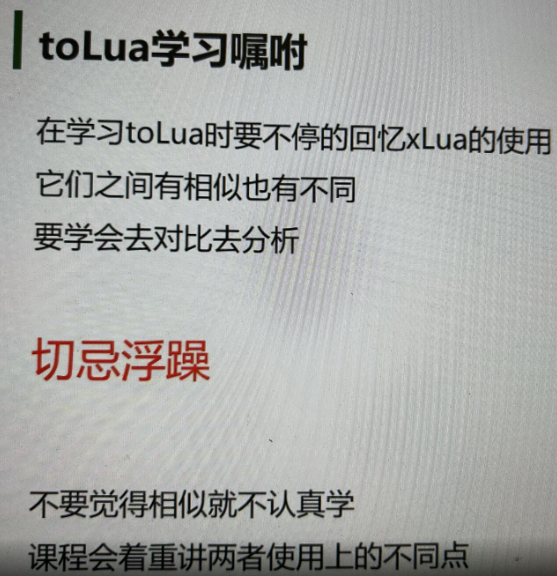 toLua学习嘱咐
在学习toLua时要不停的回忆xLua的使用
它们之间有相似也有不同
要学会去对比去分析
切忌浮躁
不要觉得相似就不认真学
课程会着重讲两者使用上的不同点